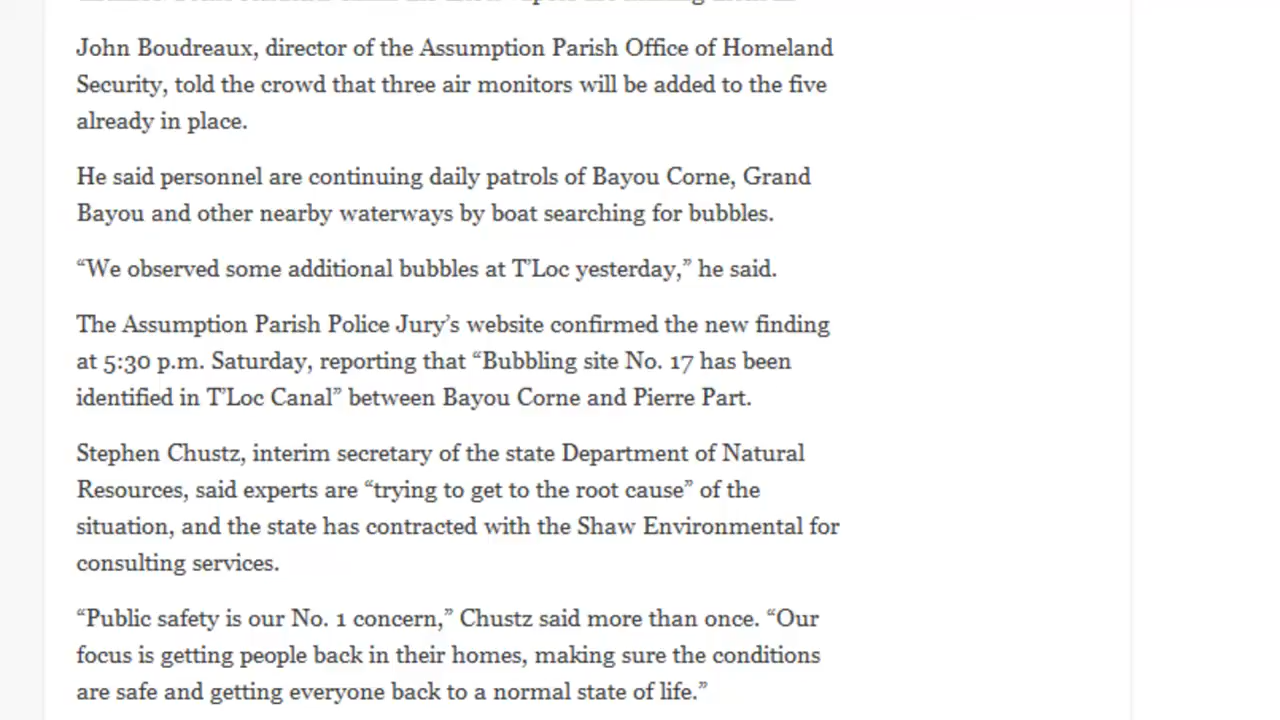 John Boudreaux, director of the Assumption Parish Office of Homeland
Security, told the crowd that three air monitors will be added to the five
already in place.
He said personnel are continuing daily patrols of Bayou Corne, Grand
Bayou and other nearby waterways by boat searching for bubbles.
“We observed some additional bubbles at T’Loc yesterday,” he said.
The Assumption Parish Police Jury’s website confirmed the new finding
at 5:30 p.m. Saturday, reporting that “Bubbling site No. 17 has been
identified in T’Loc Canal” between Bayou Corne and Pierre Part.
Stephen Chustz, interim secretary of the state Department of Natural
Resources, said experts are “trying to get to the root cause” of the
situation, and the state has contracted with the Shaw Environmental for
consulting services.
“Public safety is our No. 1 concern,” Chustz said more than once. “Our
focus is getting people back in their homes, making sure the conditions
are safe and getting everyone back to a normal state of life.”